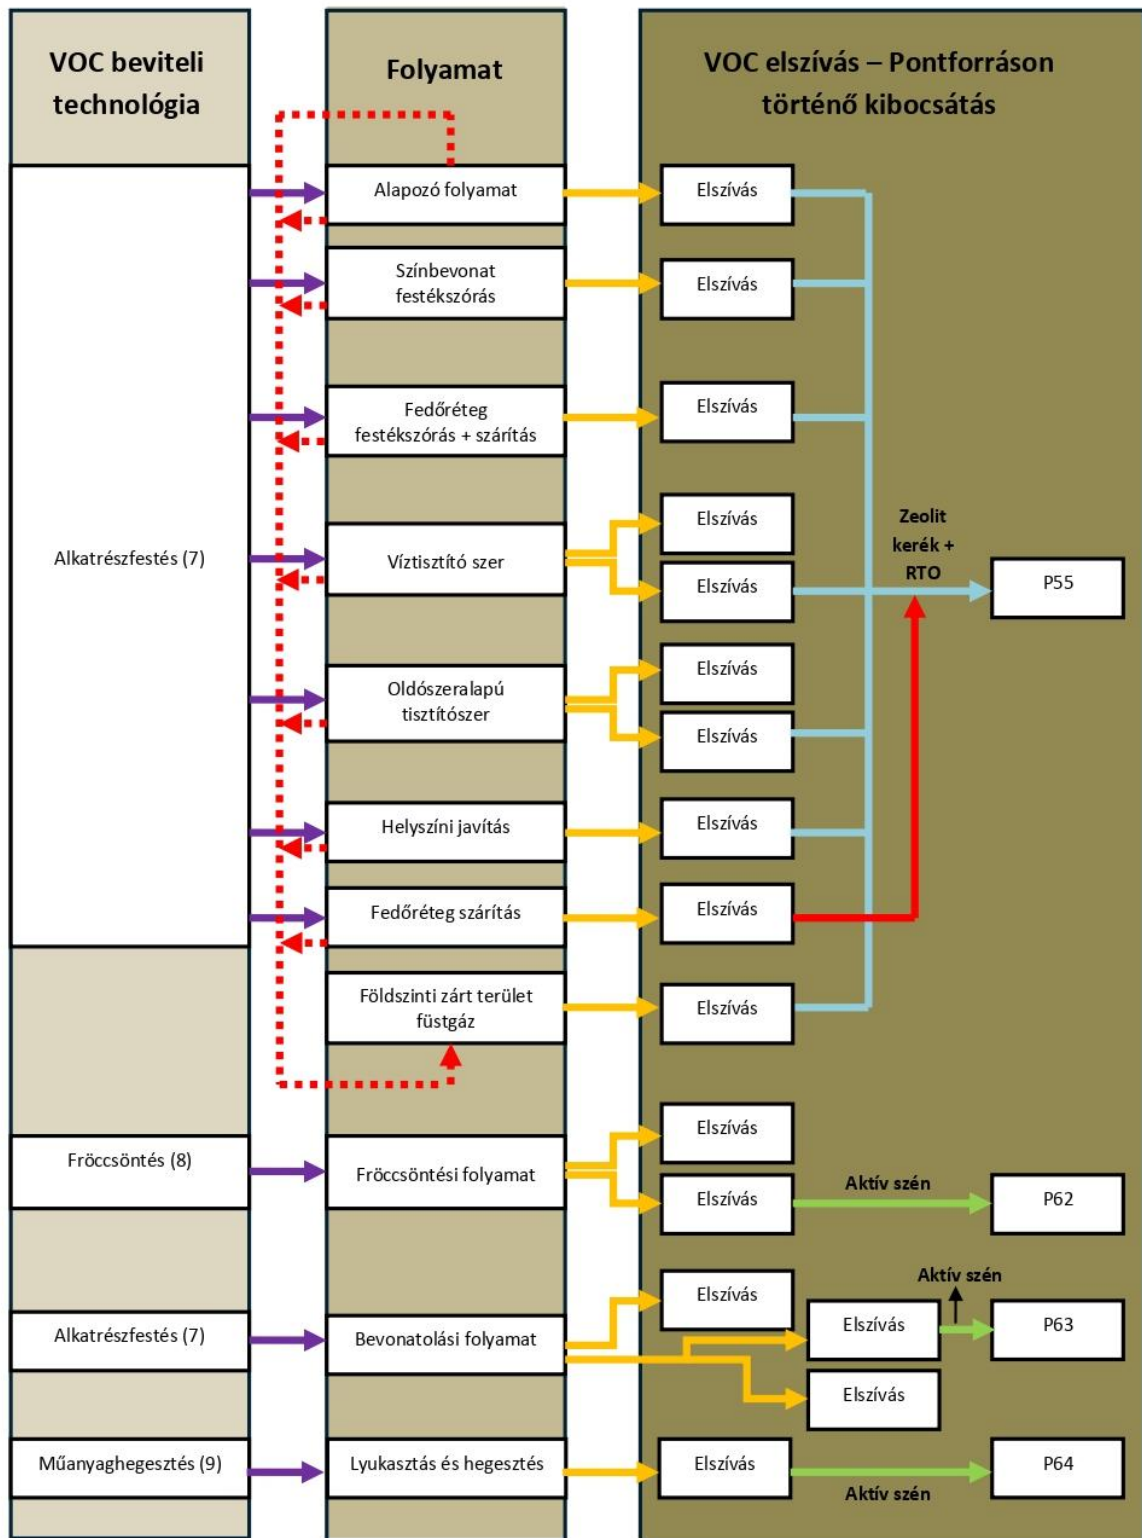 VOC beviteli
technológia
Folyamat
VOC elszívás – Pontforráson
történő kibocsátás
Alkatrészfestés (7)
Alapozó folyamat
Elszívás
Színbevonat
festékszórás
Elszívás
Fedőréteg
festékszórás + szárítás
Elszívás
Víztisztító szer
Elszívás
Elszívás
Zeolit
kerék +
RTO
P55
Oldószeralapú
tisztítószer
Elszívás
Elszívás
Helyszíni javítás
Elszívás
Fedőréteg szárítás
Elszívás
Földszinti zárt terület
füstgáz
Elszívás
Fröccsöntés (8)
Fröccsöntési folyamat
Elszívás
Elszívás
Aktív szén
P62
Alkatrészfestés (7)
Bevonatolási folyamat
Elszívás
Elszívás
Aktív szén
P63
Elszívás
Műanyaghegesztés (9)
Lyukasztás és hegesztés
Elszívás
Aktív szén
P64